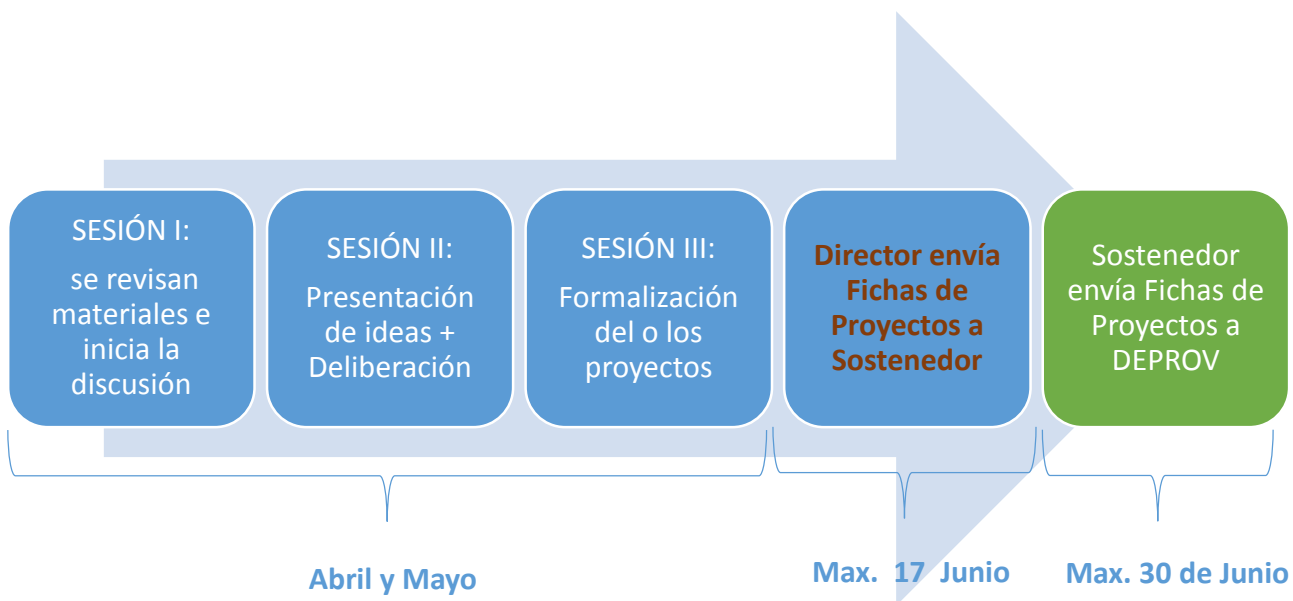 SESIÓN I:
se revisan
materiales e
inicia la
discusión
SESIÓN II:
Presentación
de ideas +
Deliberación
SESIÓN III:
Formalización
del o los
proyectos
Director envía
Fichas de
Proyectos a
Sostenedor
Sostenedor
envía Fichas de
Proyectos a
DEPROV
Abril y Mayo
Max. 17 Junio
Max. 30 de Junio